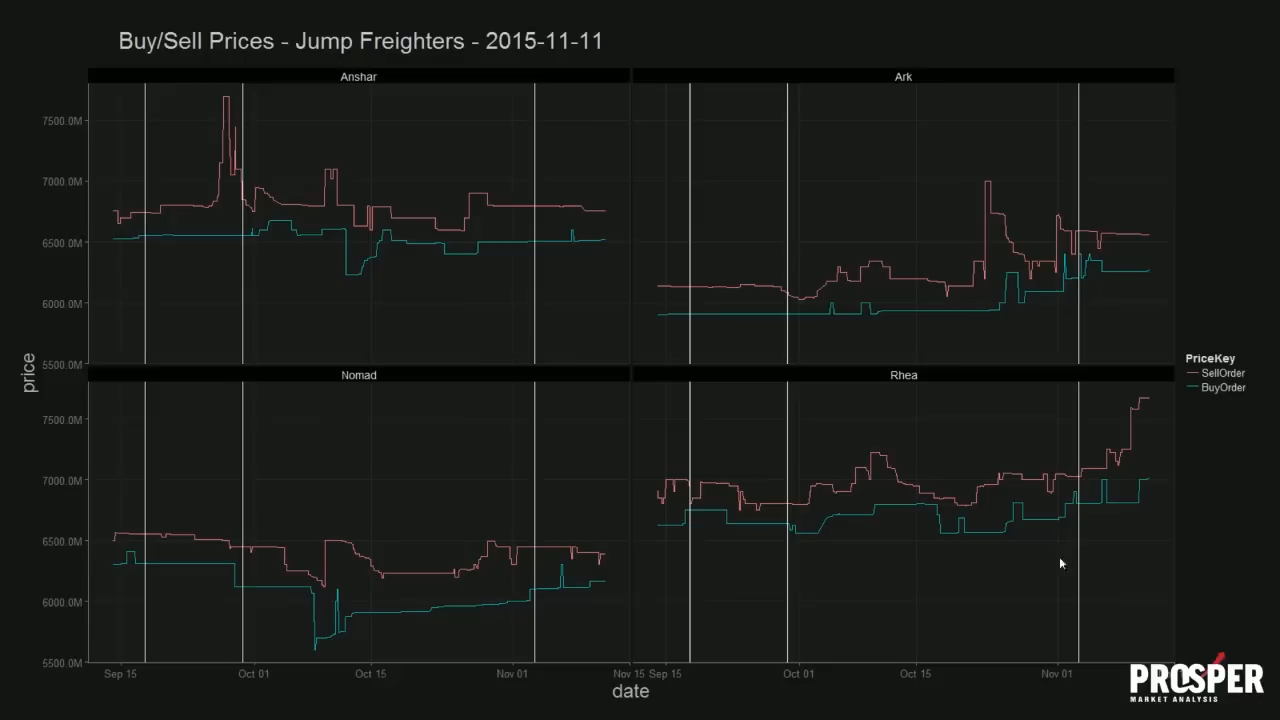 Buy/Sell Prices - Jump Freighters - 2015-11-11
Anshar
Ark
7500.0M
7000.0M
6500.0M
6000.0M
5500.0M
price
Nomad
Rhea
7500.0M
7000.0M
6500.0M
6000.0M
5500.0M
PriceKey
SellOrder
BuyOrder
Sep 15 Oct 01 Oct 15 Nov 01 Nov 15 Sep 15 Oct 01 Oct 15 Nov 01
date
PROSPER
MARKET ANALYSIS